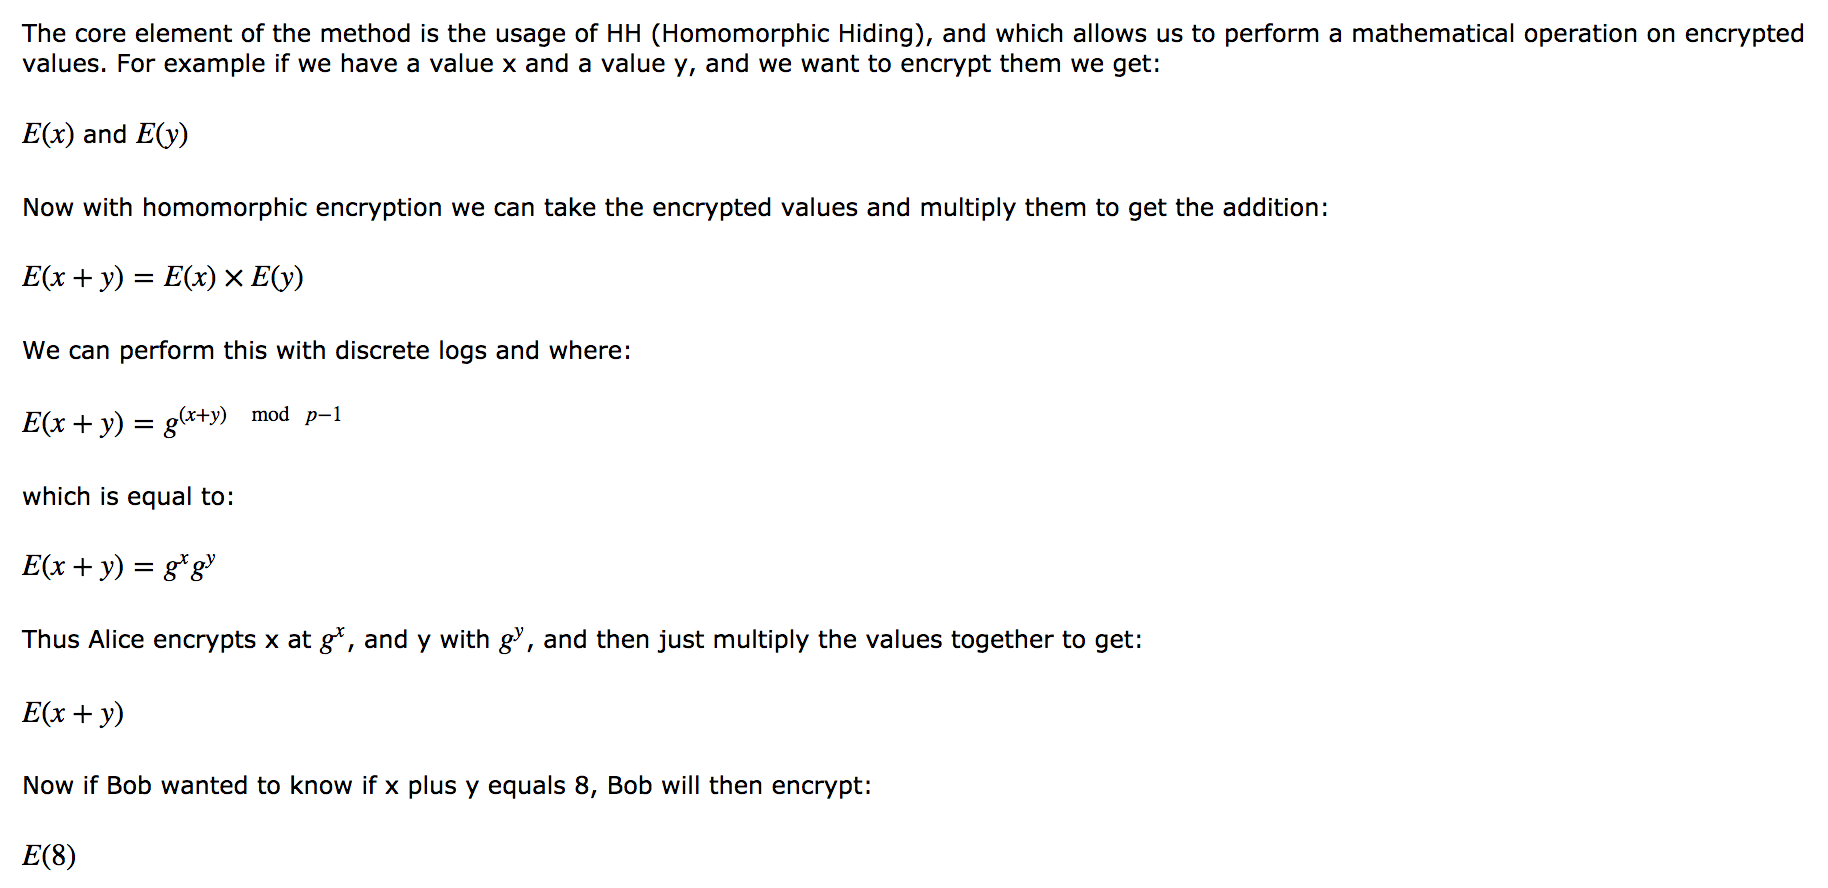 The core element of the method is the usage of HH (Homomorphic Hiding), and which allows us to perform a mathematical operation on encrypted
values. For example if we have a value x and a value y, and we want to encrypt them we get:
E(x) and E(y)
Now with homomorphic encryption we can take the encrypted values and multiply them to get the addition:
E(x + y) = E(x) × E(y)
We can perform this with discrete logs and where:
E(x + y) = g^(x+y) mod p−1
which is equal to:
E(x + y) = g^x g^y
Thus Alice encrypts x at g^x, and y with g^y, and then just multiply the values together to get:
E(x + y)
Now if Bob wanted to know if x plus y equals 8, Bob will then encrypt:
E(8)